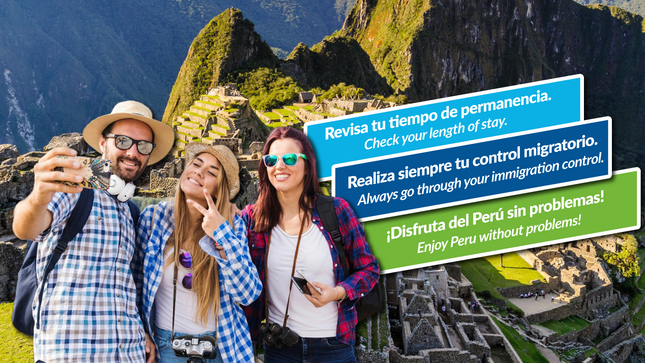 Revisa tu tiempo de permanencia.
Check your length of stay.
Realiza siempre tu control migratorio.
Always go through your immigration control.
¡Disfruta del Perú sin problemas!
Enjoy Peru without problems!